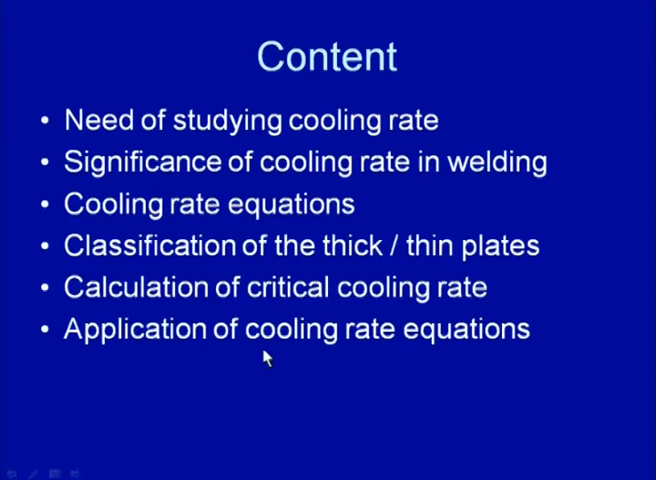 Content
• Need of studying cooling rate
• Significance of cooling rate in welding
• Cooling rate equations
• Classification of the thick / thin plates
• Calculation of critical cooling rate
• Application of cooling rate equations